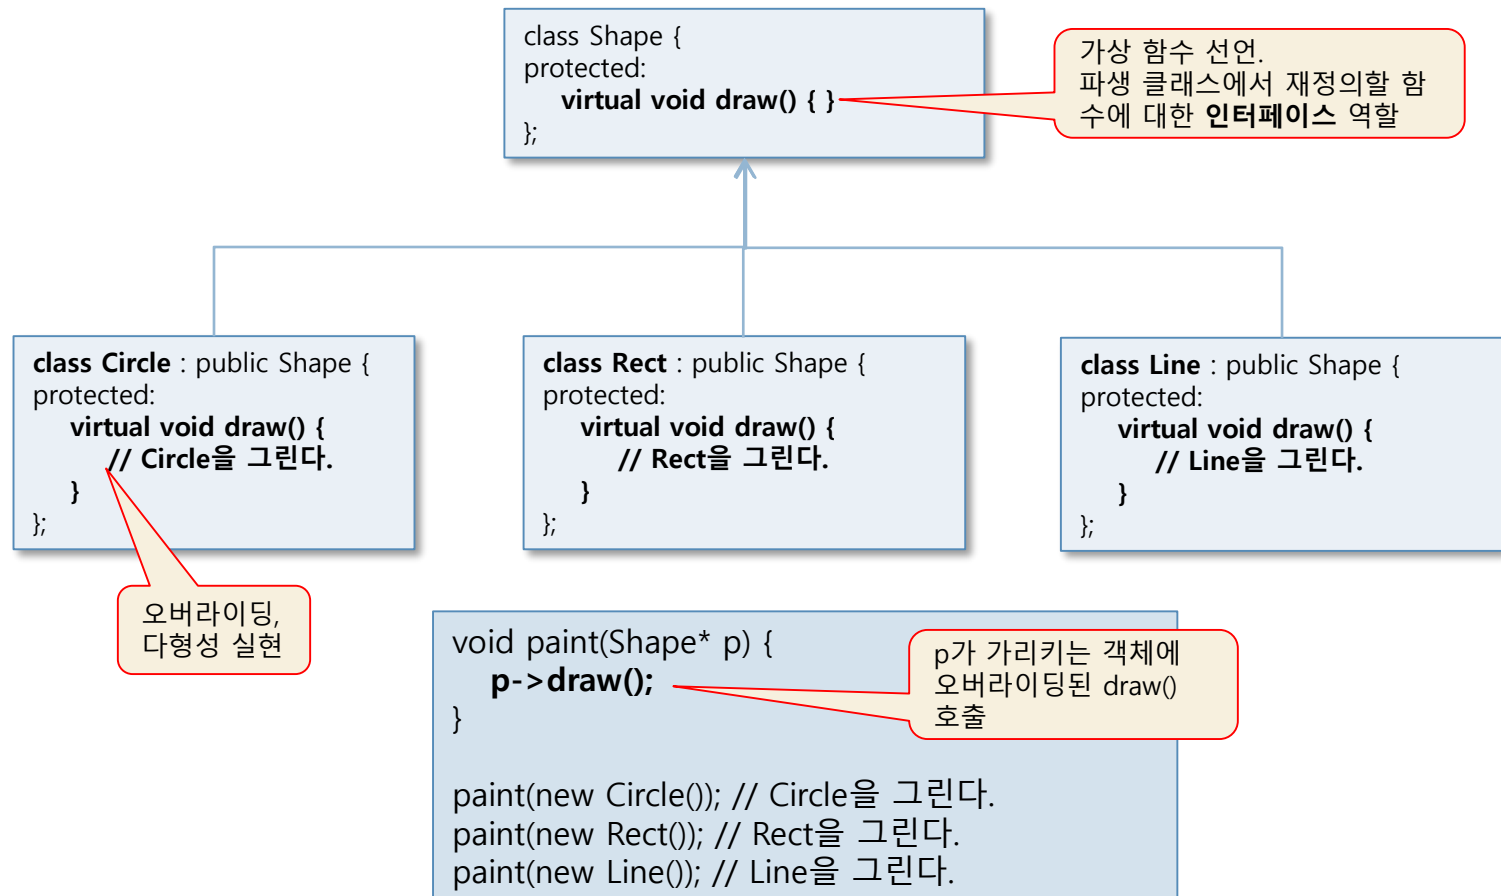 class Shape {
protected:
virtual void draw() { }
};
가상 함수 선언.
파생 클래스에서 재정의할 함
수에 대한 인터페이스 역할
class Circle : public Shape {
protected:
virtual void draw() {
// Circle을 그린다.
}
};
오버라이딩,
다형성 실현
class Rect : public Shape {
protected:
virtual void draw() {
// Rect을 그린다.
}
};
class Line : public Shape {
protected:
virtual void draw() {
// Line을 그린다.
}
};
void paint(Shape* p) {
p->draw();
}
p가 가리키는 객체에
오버라이딩된 draw()
호출
paint(new Circle()); // Circle을 그린다.
paint(new Rect()); // Rect을 그린다.
paint(new Line()); // Line을 그린다.